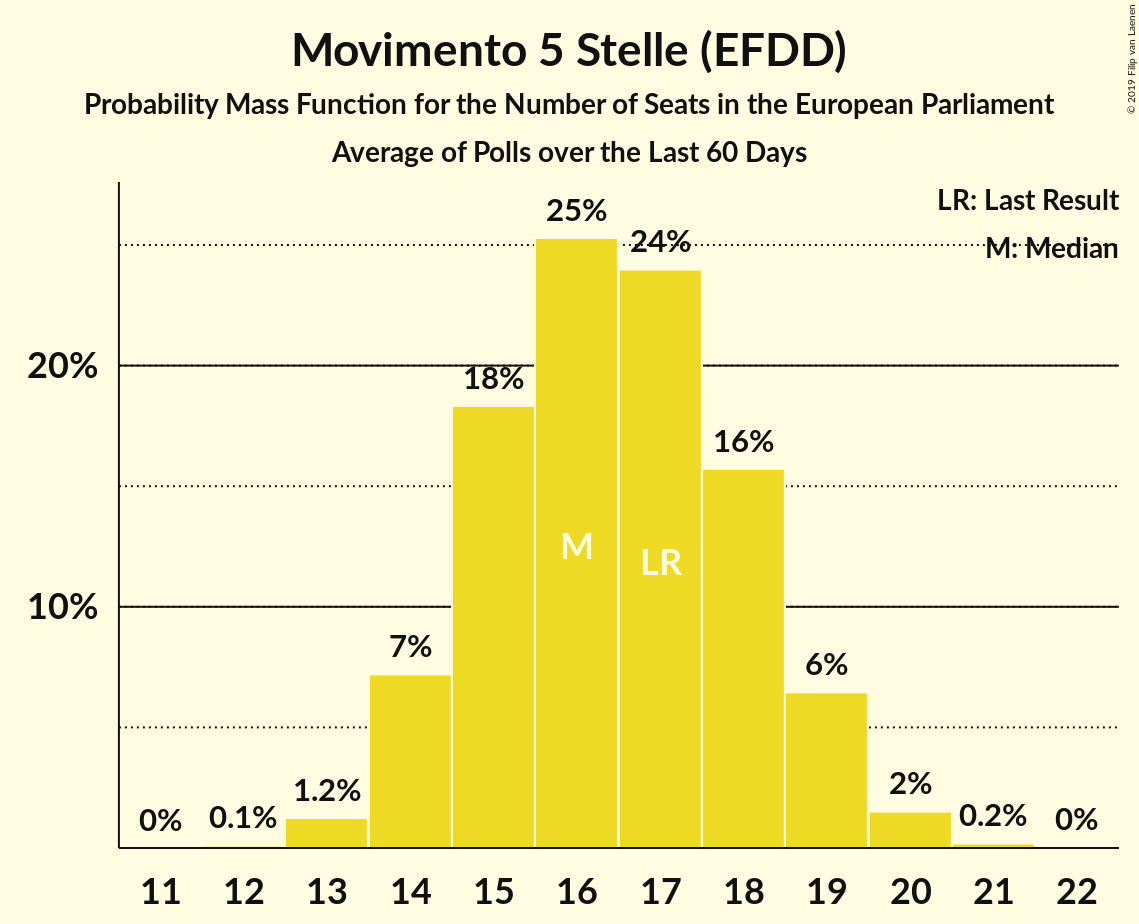 Movimento 5 Stelle (EFDD)
Probability Mass Function for the Number of Seats in the European Parliament
Average of Polls over the Last 60 Days
© 2019 Filip van Laenen
LR: Last Result
M: Median
25%
24%
20%
18%
16%
M
LR
10%
7%
6%
1.2%
2%
0%
0.1%
0.2%
0%
11 12 13 14 15 16 17 18 19 20 21 22